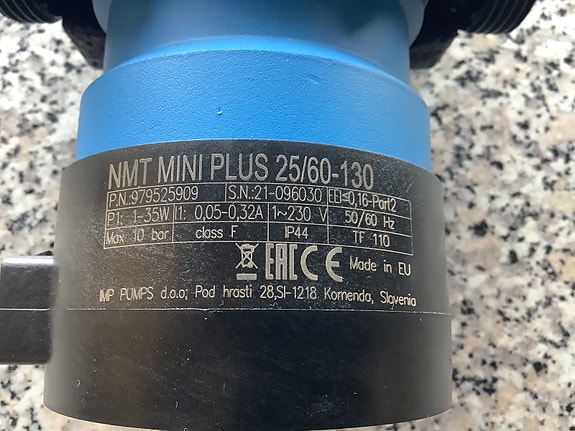 NMT MINI PLUS 25/60-130
P.N.:979525909 S.N.:21-096030 EEI≤0,16-Part2
P1: 1-35W I1: 0,05-0,32A 1~230 V 50/60 Hz
Max 10 bar class F IP44 TF 110
EAC CE Made in EU
IMP PUMPS d.o.o; Pod hrasti 28,SI-1218 Komenda, Slovenia